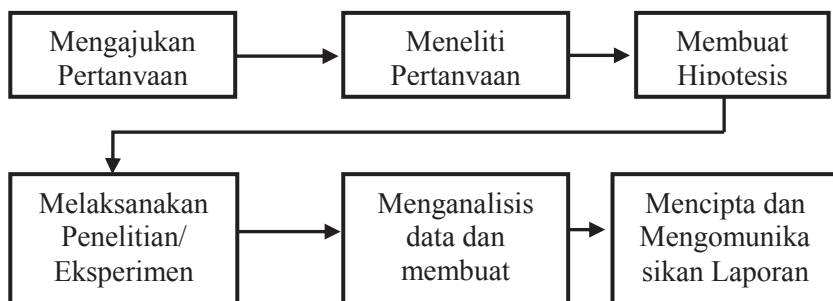 Mengajukan
Pertanyaan
Meneliti
Pertanyaan
Membuat
Hipotesis
Melaksanakan
Penelitian/
Eksperimen
Menganalisis
data dan
membuat
Mencipta dan
Mengomunika
sikan Laporan